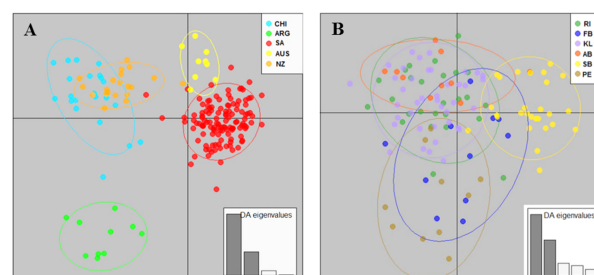 A
CHI
ARG
SA
AUS
NZ
DA eigenvalues
B
RI
FB
KL
AB
SB
PE
DA eigenvalues